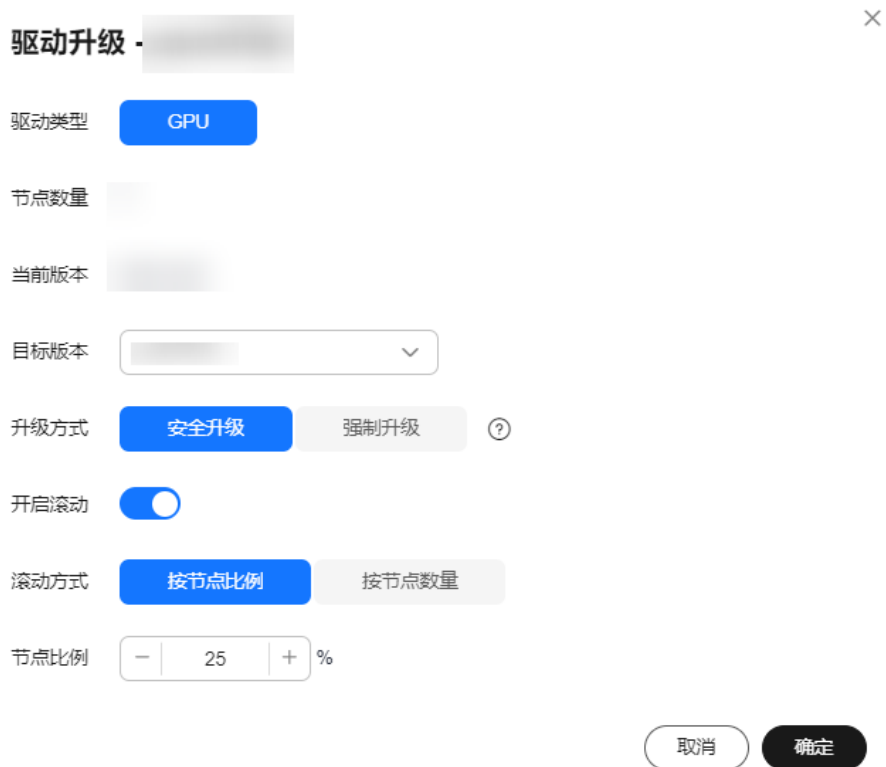 驱动升级 -
驱动类型 GPU
节点数量
当前版本
目标版本
升级方式 安全升级 强制升级 ?
开启滚动
滚动方式 按节点比例 按节点数量
节点比例 − 25 + %
取消 确定